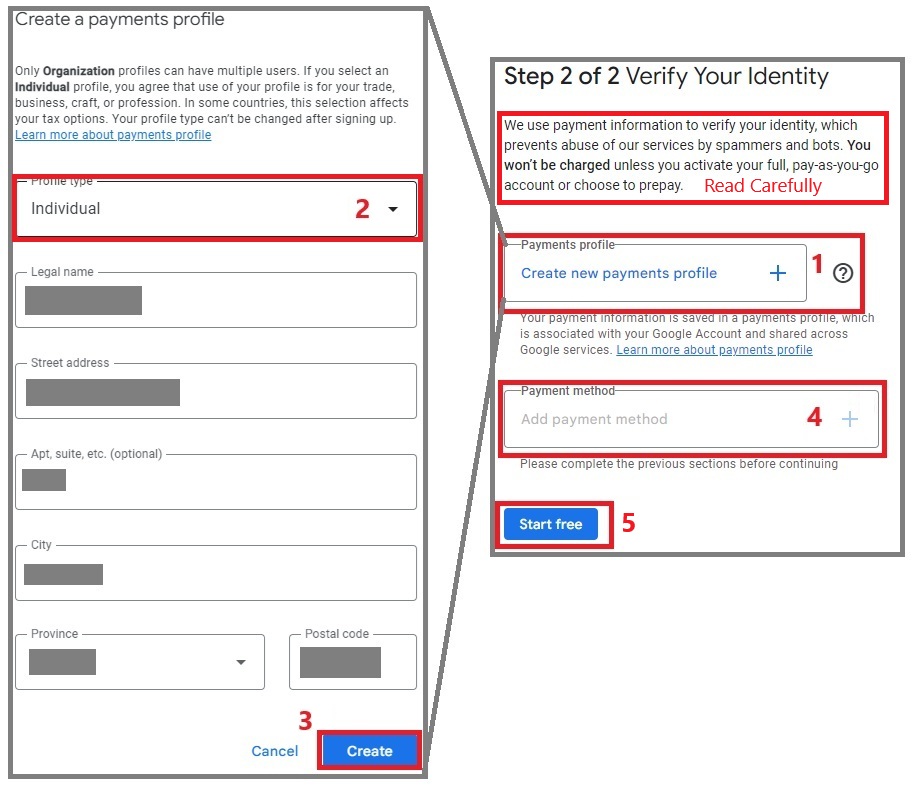 Create a payments profile
Only Organization profiles can have multiple users. If you select an
Individual profile, you agree that use of your profile is for your trade,
business, craft, or profession. In some countries, this selection affects
your tax options. Your profile type can't be changed after signing up.
Learn more about payments profile
Profile type
Individual
2
Legal name
Street address
Apt, suite, etc. (optional)
City
Province
Postal code
3
Cancel
Create
Step 2 of 2 Verify Your Identity
We use payment information to verify your identity, which
prevents abuse of our services by spammers and bots. You
won't be charged unless you activate your full, pay-as-you-go
account or choose to prepay.
Read Carefully
Payments profile
Create new payments profile +
1
?
Your payment information is saved in a payments profile, which
is associated with your Google Account and shared across
Google services. Learn more about payments profile
Payment method
Add payment method
4
+
Please complete the previous sections before continuing
Start free
5